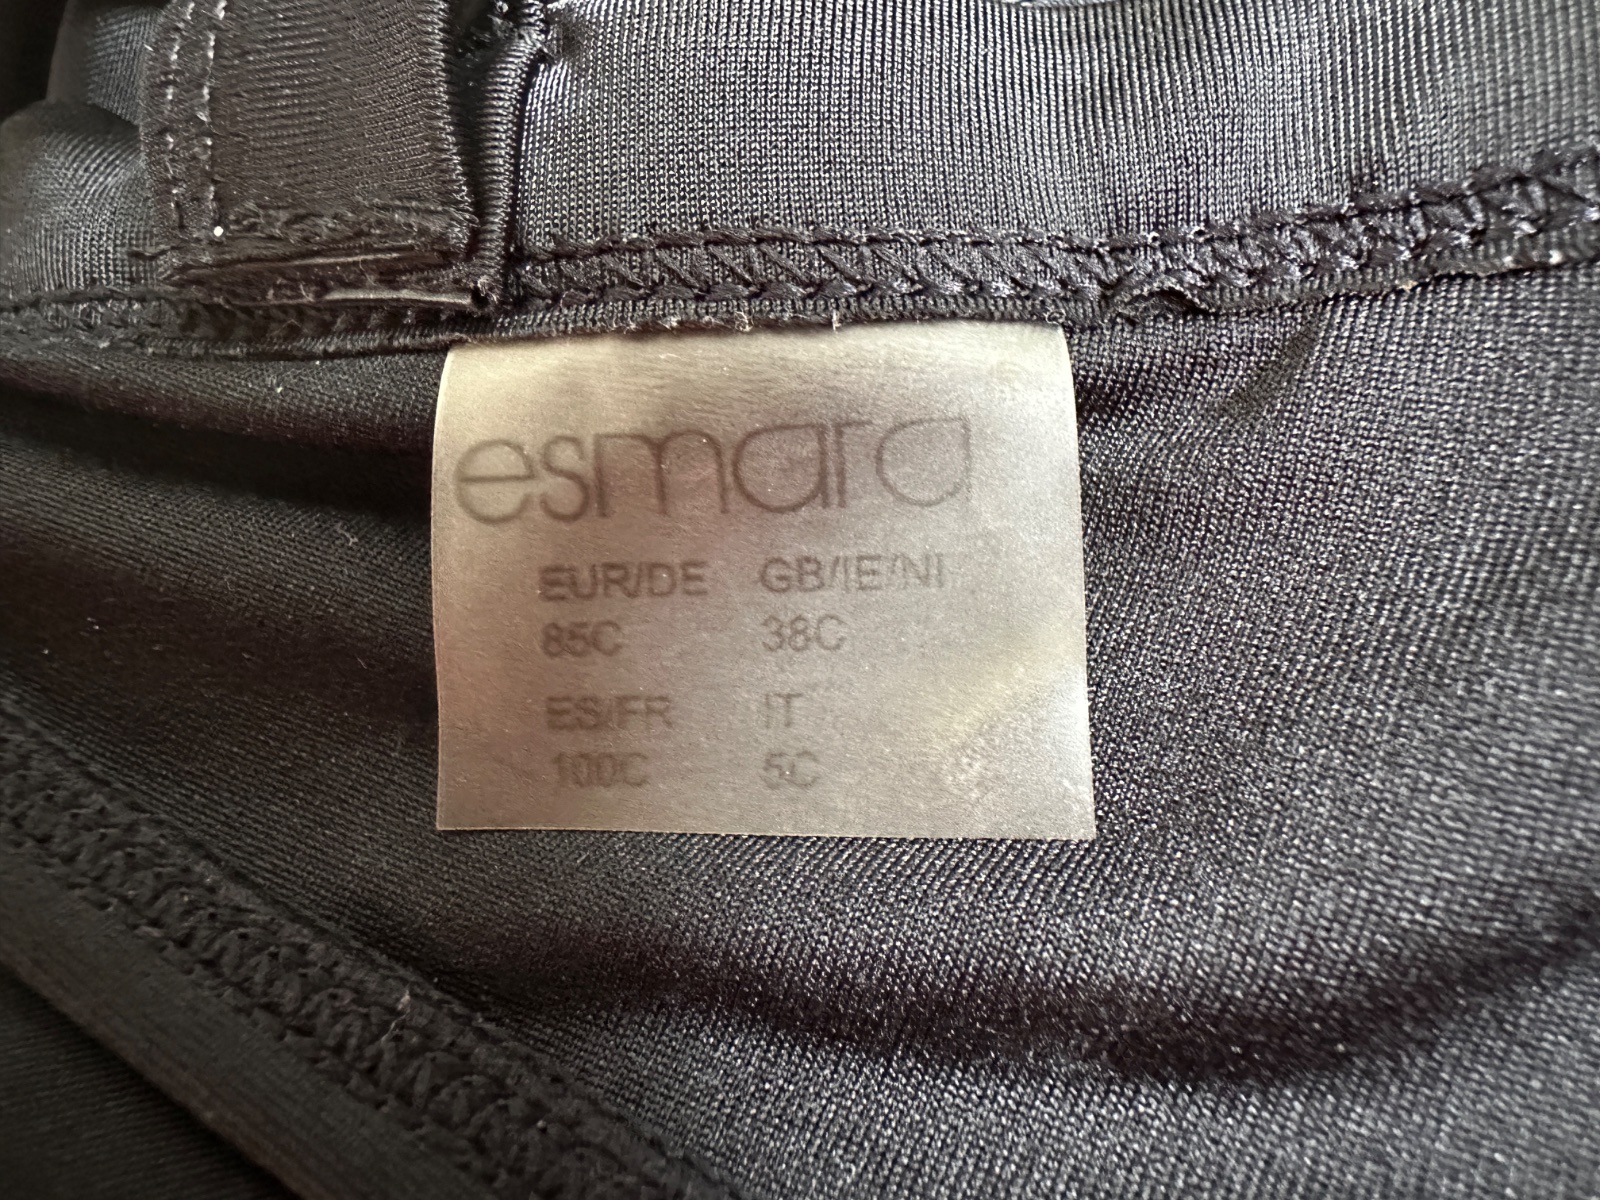 esmara
EUR/DE GB/IE/NI
85C 38C
ES/FR IT
100C 5C